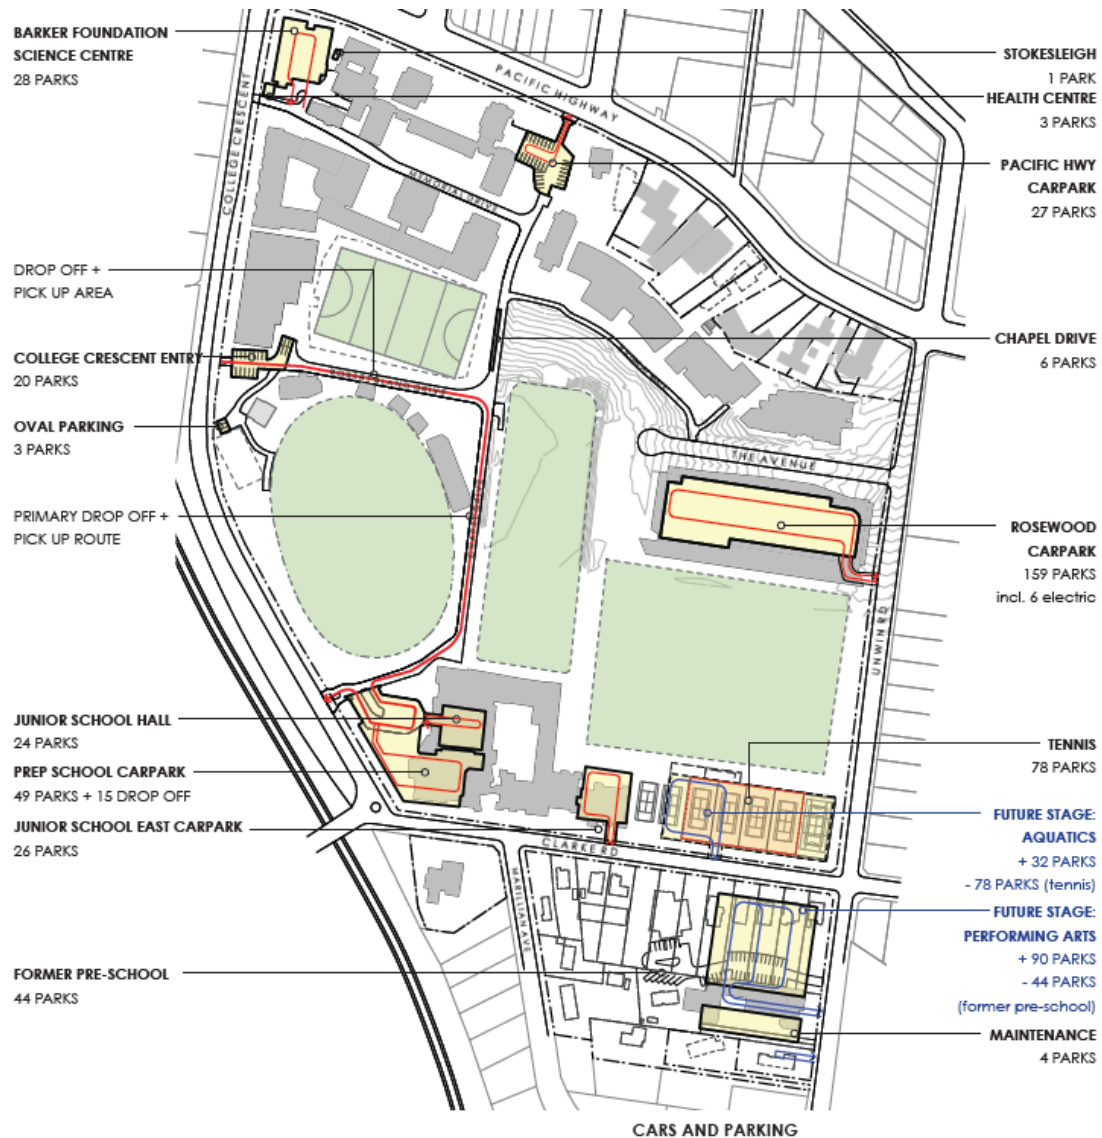 BARKER FOUNDATION
SCIENCE CENTRE
28 PARKS
DROP OFF +
PICK UP AREA
COLLEGE CRESCENT ENTRY
20 PARKS
OVAL PARKING
3 PARKS
PRIMARY DROP OFF +
PICK UP ROUTE
JUNIOR SCHOOL HALL
24 PARKS
PREP SCHOOL CARPARK
49 PARKS + 15 DROP OFF
JUNIOR SCHOOL EAST CARPARK
26 PARKS
FORMER PRE-SCHOOL
44 PARKS
COLLEGE CRESCENT
PACIFIC HIGHWAY
MEMORIAL DRIVE
THE AVENUE
UNWIN RD
CLARKE RD
MARILLIAN AVE
STOKESLEIGH
1 PARK
HEALTH CENTRE
3 PARKS
PACIFIC HWY
CARPARK
27 PARKS
CHAPEL DRIVE
6 PARKS
ROSEWOOD
CARPARK
159 PARKS
incl. 6 electric
TENNIS
78 PARKS
FUTURE STAGE:
AQUATICS
+ 32 PARKS
- 78 PARKS (tennis)
FUTURE STAGE:
PERFORMING ARTS
+ 90 PARKS
- 44 PARKS
(former pre-school)
MAINTENANCE
4 PARKS
CARS AND PARKING